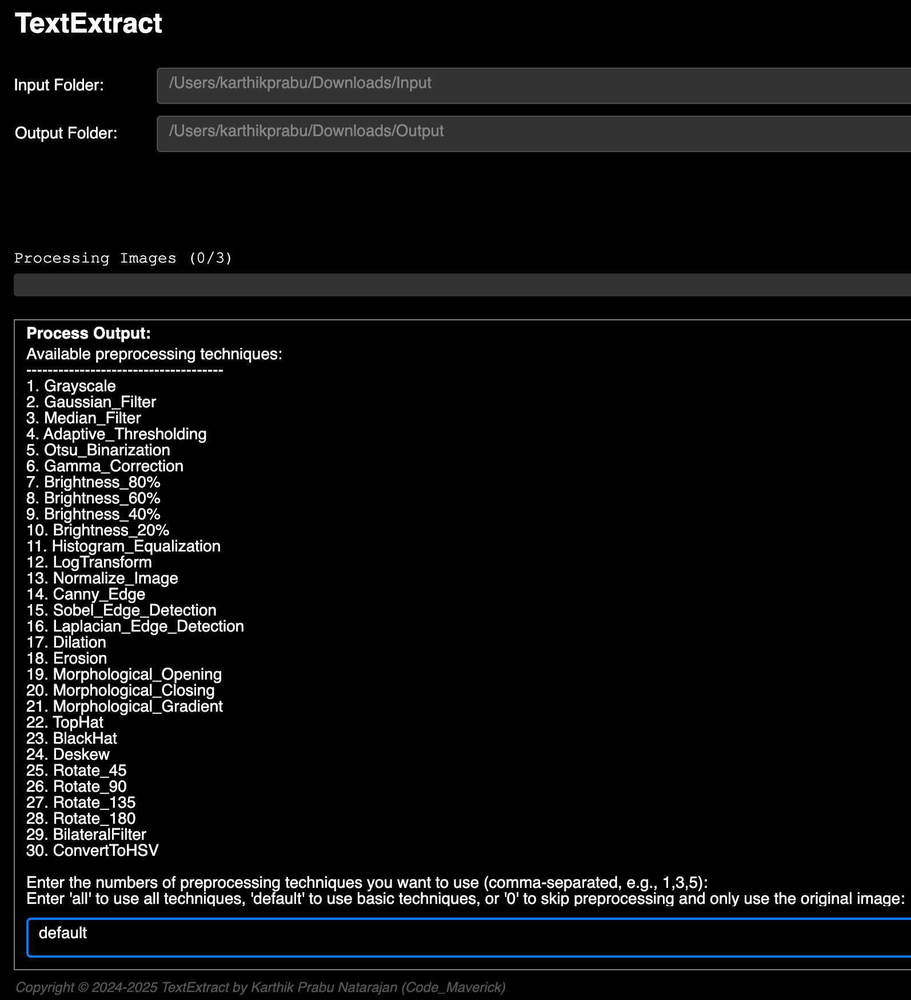 TextExtract
Input Folder: /Users/karthikprabu/Downloads/Input
Output Folder: /Users/karthikprabu/Downloads/Output
Processing Images (0/3)
Process Output:
Available preprocessing techniques:
-------------------------------------
1. Grayscale
2. Gaussian_Filter
3. Median_Filter
4. Adaptive_Thresholding
5. Otsu_Binarization
6. Gamma_Correction
7. Brightness_80%
8. Brightness_60%
9. Brightness_40%
10. Brightness_20%
11. Histogram_Equalization
12. LogTransform
13. Normalize_Image
14. Canny_Edge
15. Sobel_Edge_Detection
16. Laplacian_Edge_Detection
17. Dilation
18. Erosion
19. Morphological_Opening
20. Morphological_Closing
21. Morphological_Gradient
22. TopHat
23. BlackHat
24. Deskew
25. Rotate_45
26. Rotate_90
27. Rotate_135
28. Rotate_180
29. BilateralFilter
30. ConvertToHSV
Enter the numbers of preprocessing techniques you want to use (comma-separated, e.g., 1,3,5):
Enter 'all' to use all techniques, 'default' to use basic techniques, or '0' to skip preprocessing and only use the original image:
default
Copyright © 2024-2025 TextExtract by Karthik Prabu Natarajan (Code_Maverick)